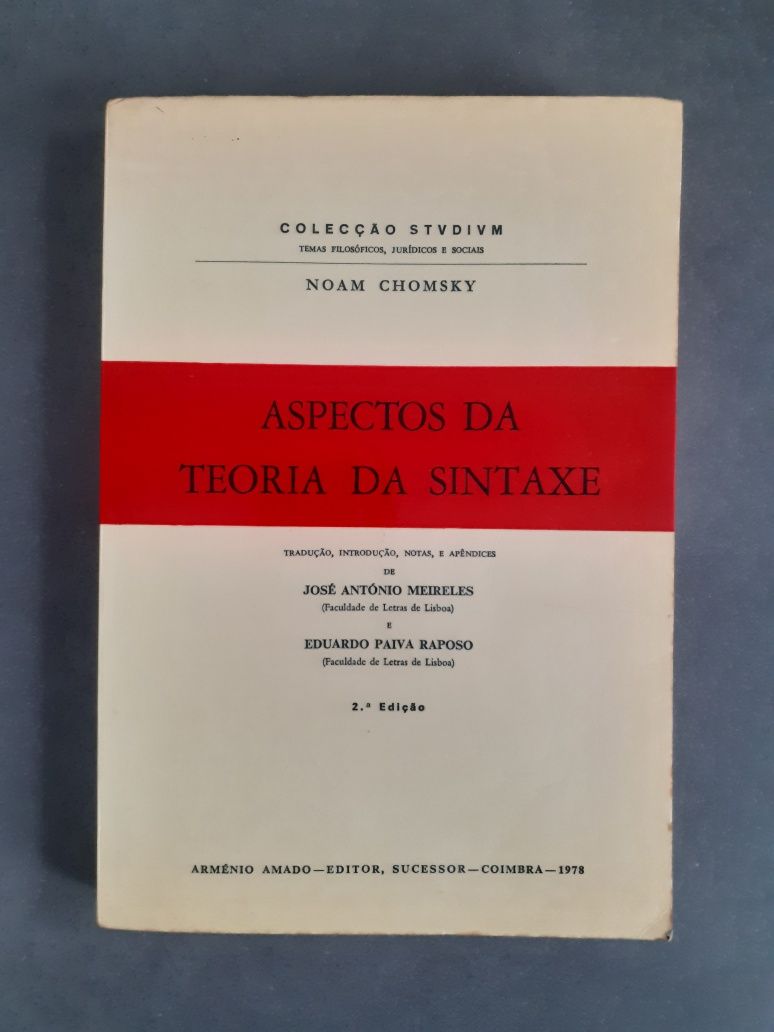 COLECÇÃO STVDIVM
TEMAS FILOSÓFICOS, JURÍDICOS E SOCIAIS
NOAM CHOMSKY
ASPECTOS DA
TEORIA DA SINTAXE
TRADUÇÃO, INTRODUÇÃO, NOTAS, E APÊNDICES
DE
JOSÉ ANTÓNIO MEIRELES
(Faculdade de Letras de Lisboa)
E
EDUARDO PAIVA RAPOSO
(Faculdade de Letras de Lisboa)
2.ª Edição
ARMÉNIO AMADO—EDITOR, SUCESSOR—COIMBRA—1978